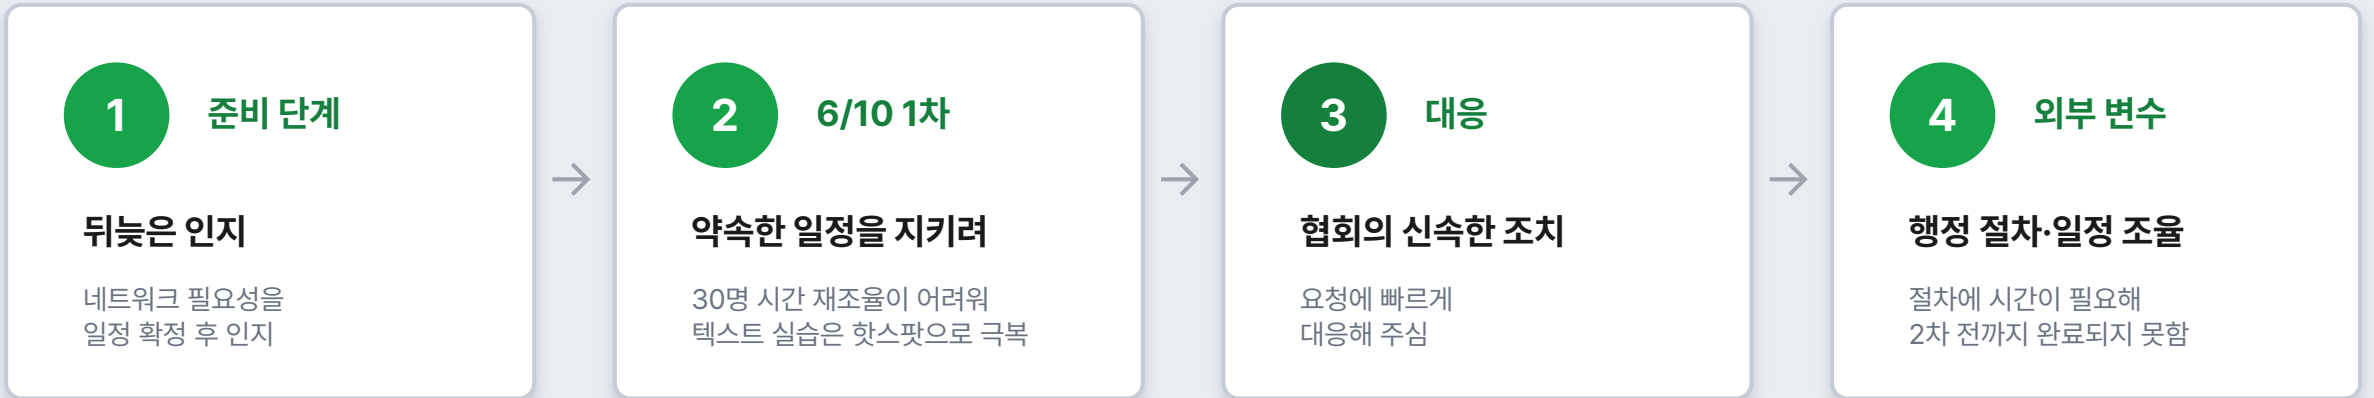 1 준비 단계
뒤늦은 인지
네트워크 필요성을
일정 확정 후 인지
→
2 6/10 1차
약속한 일정을 지키려
30명 시간 재조율이 어려워
텍스트 실습은 핫스팟으로 극복
→
3 대응
협회의 신속한 조치
요청에 빠르게
대응해 주심
→
4 외부 변수
행정 절차·일정 조율
절차에 시간이 필요해
2차 전까지 완료되지 못함